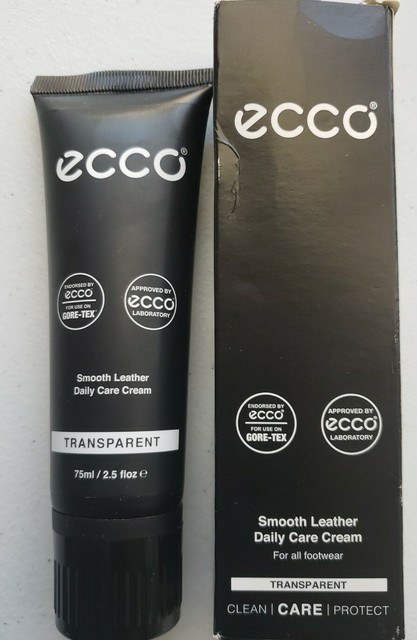 ecco®
ENDORSED BY
ecco®
FOR USE ON
GORE-TEX®
APPROVED BY
ecco®
LABORATORY
Smooth Leather
Daily Care Cream
TRANSPARENT
75ml / 2.5 floz ℮
ecco®
ENDORSED BY
ecco®
FOR USE ON
GORE-TEX®
APPROVED BY
ecco®
LABORATORY
Smooth Leather
Daily Care Cream
For all footwear
TRANSPARENT
CLEAN | CARE | PROTECT